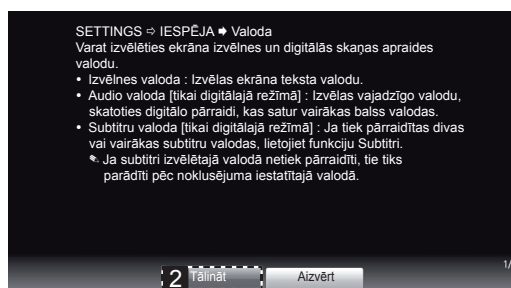 SETTINGS ⇨ IESPĒJA ➧ Valoda
Varat izvēlēties ekrāna izvēlnes un digitālās skaņas apraides
valodu.
• Izvēlnes valoda : Izvēlas ekrāna teksta valodu.
• Audio valoda [tikai digitālajā režīmā] : Izvēlas vajadzīgo valodu,
skatoties digitālo pārraidi, kas satur vairākas balss valodas.
• Subtitru valoda [tikai digitālajā režīmā] : Ja tiek pārraidītas divas
vai vairākas subtitru valodas, lietojiet funkciju Subtitri.
✎ Ja subtitri izvēlētajā valodā netiek pārraidīti, tie tiks
parādīti pēc noklusējuma iestatītajā valodā.
1/
2 Tālināt Aizvērt